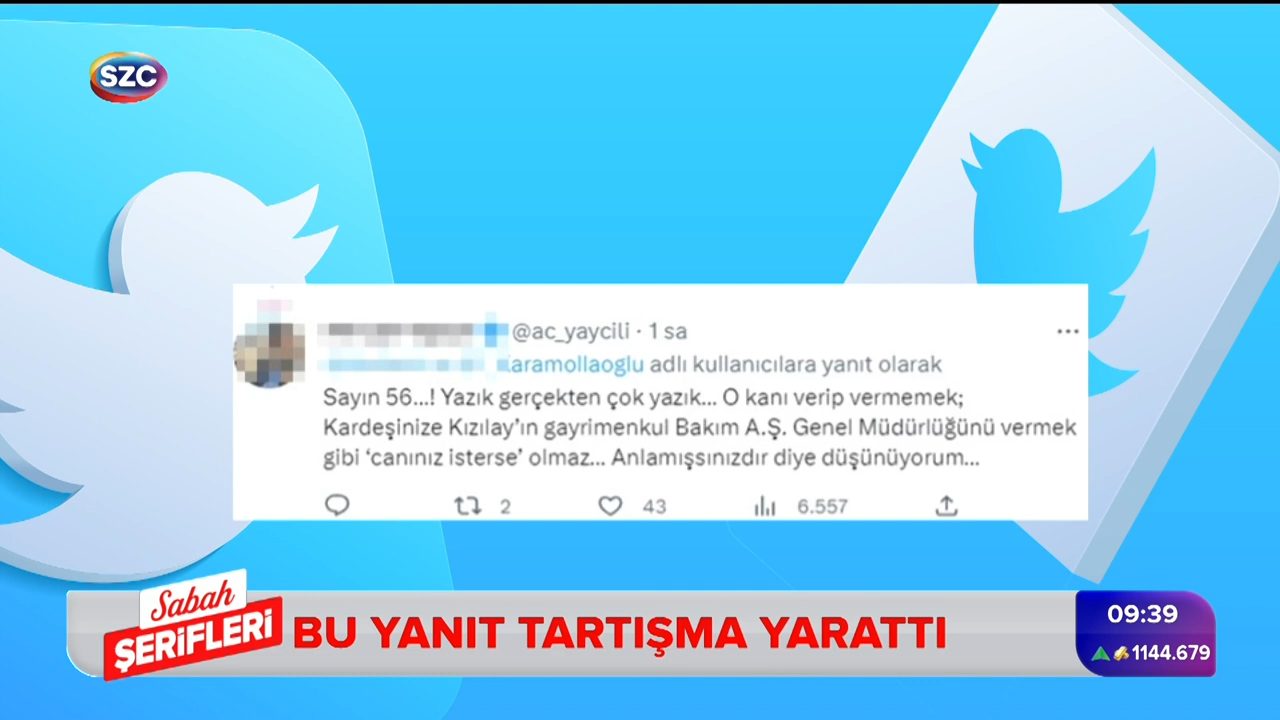 SZC
@ac_yaycili · 1 sa
aramollaoglu adlı kullanıcılara yanıt olarak
Sayın 56...! Yazık gerçekten çok yazık... O kanı verip vermemek;
Kardeşinize Kızılay'ın gayrimenkul Bakım A.Ş. Genel Müdürlüğünü vermek
gibi 'canınız isterse' olmaz... Anlamışsınızdır diye düşünüyorum...
2 43 6.557
Sabah
ŞERİFLERİ
BU YANIT TARTIŞMA YARATTI
09:39
1144.679